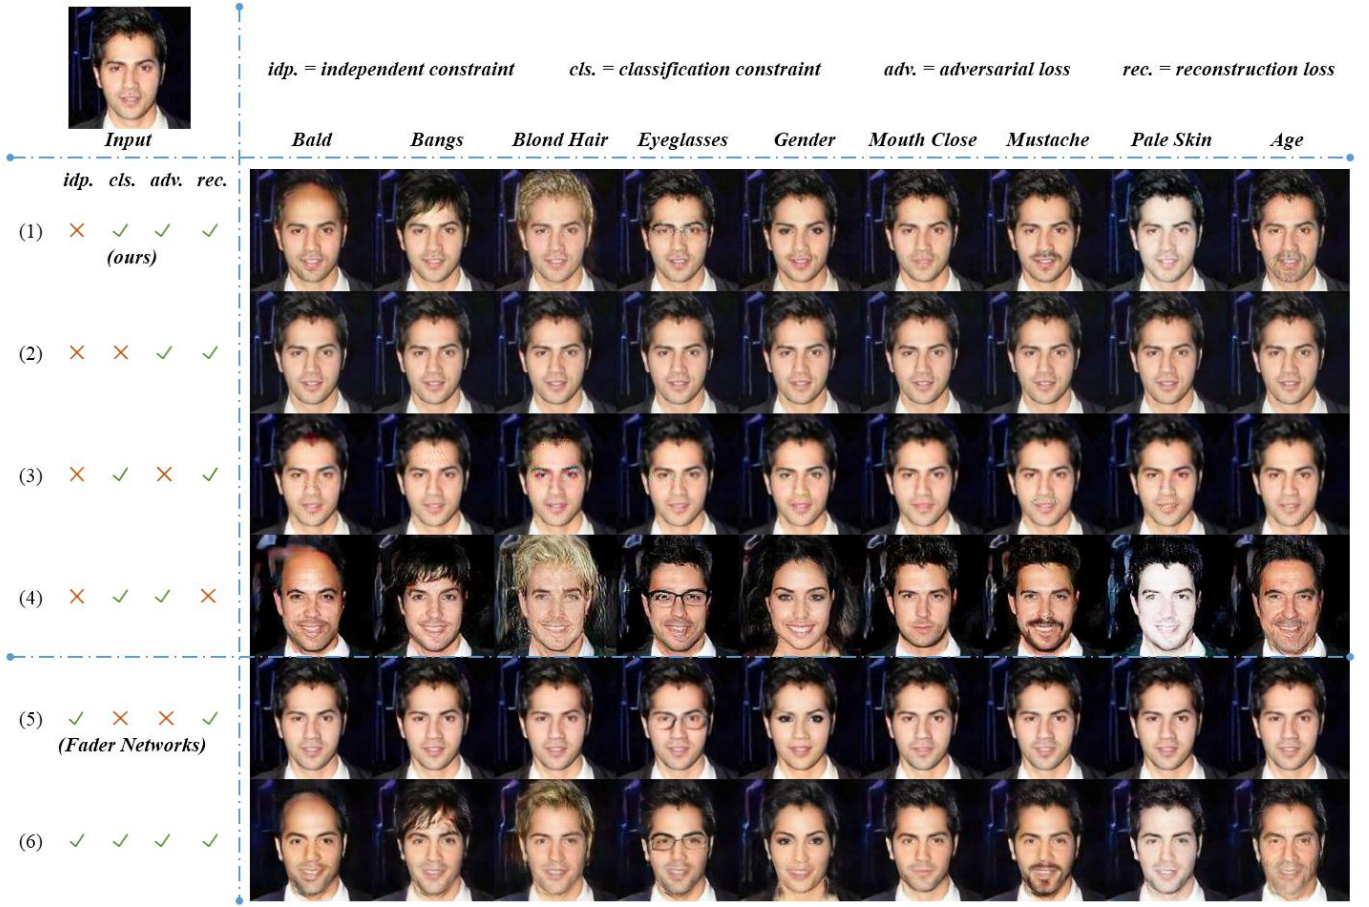 idp. = independent constraint cls. = classification constraint adv. = adversarial loss rec. = reconstruction loss
Input Bald Bangs Blond Hair Eyeglasses Gender Mouth Close Mustache Pale Skin Age
idp. cls. adv. rec.
(1) ✕ ✓ ✓ ✓
(ours)
(2) ✕ ✕ ✓ ✓
(3) ✕ ✓ ✕ ✓
(4) ✕ ✓ ✓ ✕
(5) ✓ ✕ ✕ ✓
(Fader Networks)
(6) ✓ ✓ ✓ ✓